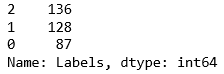 2    136
1    128
0     87
Name: Labels, dtype: int64